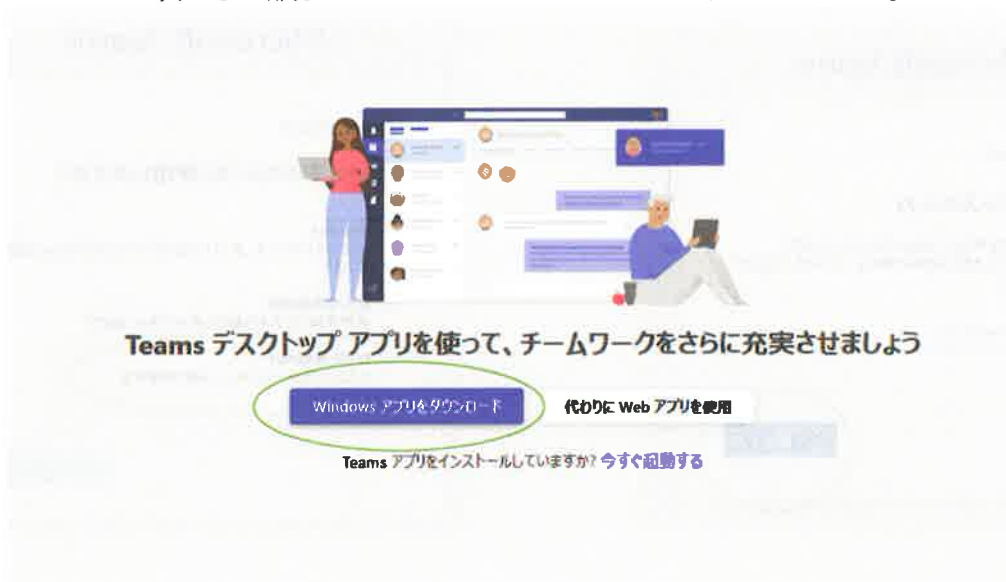 Teams デスクトップ アプリを使って、チームワークをさらに充実させましょう
Windows アプリをダウンロード
代わりに Web アプリを使用
Teams アプリをインストールしていますか? 今すぐ起動する